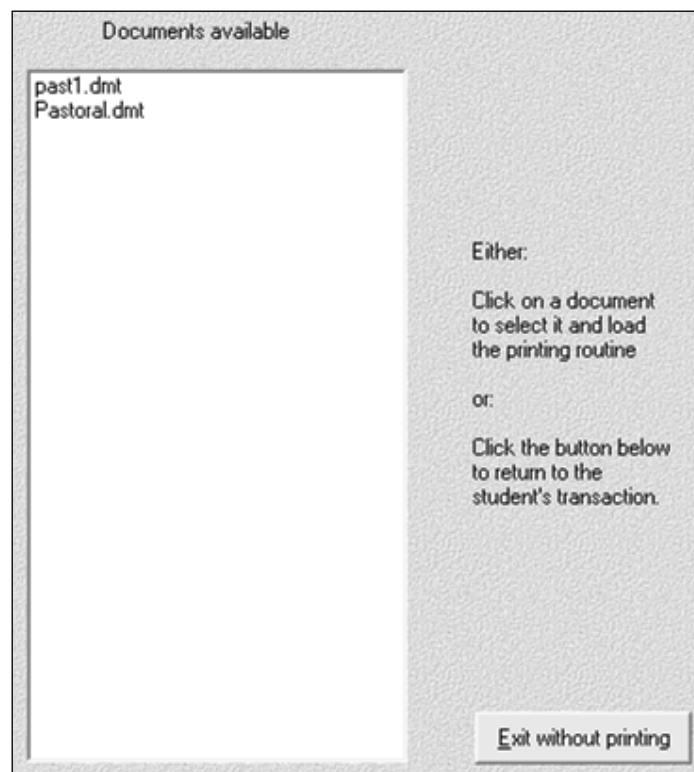 Documents available
past1.dmt
Pastoral.dmt
Either:
Click on a document
to select it and load
the printing routine
or:
Click the button below
to return to the
student's transaction.
Exit without printing